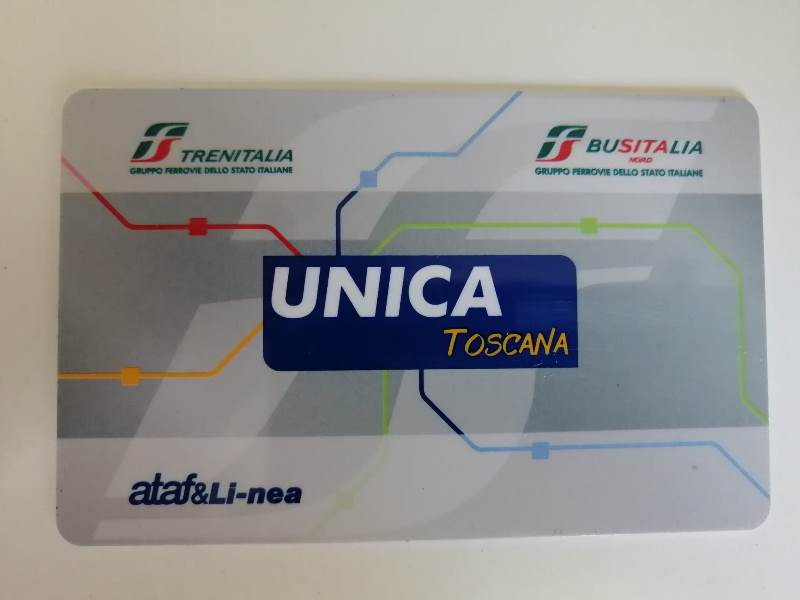 TRENITALIA
GRUPPO FERROVIE DELLO STATO ITALIANE
BUSITALIA
NORD
GRUPPO FERROVIE DELLO STATO ITALIANE
UNICA
TOSCANA
ataf&Li-nea